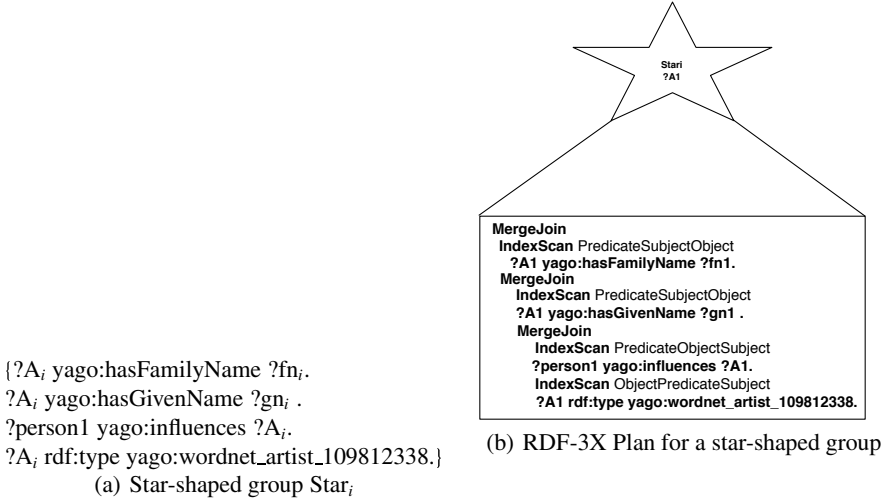 {?Aᵢ yago:hasFamilyName ?fnᵢ.
?Aᵢ yago:hasGivenName ?gnᵢ .
?person1 yago:influences ?Aᵢ.
?Aᵢ rdf:type yago:wordnet_artist_109812338.}
(a) Star-shaped group Starᵢ
Stari
?A1
MergeJoin
IndexScan PredicateSubjectObject
?A1 yago:hasFamilyName ?fn1.
MergeJoin
IndexScan PredicateSubjectObject
?A1 yago:hasGivenName ?gn1 .
MergeJoin
IndexScan PredicateObjectSubject
?person1 yago:influences ?A1.
IndexScan ObjectPredicateSubject
?A1 rdf:type yago:wordnet_artist_109812338.
(b) RDF-3X Plan for a star-shaped group